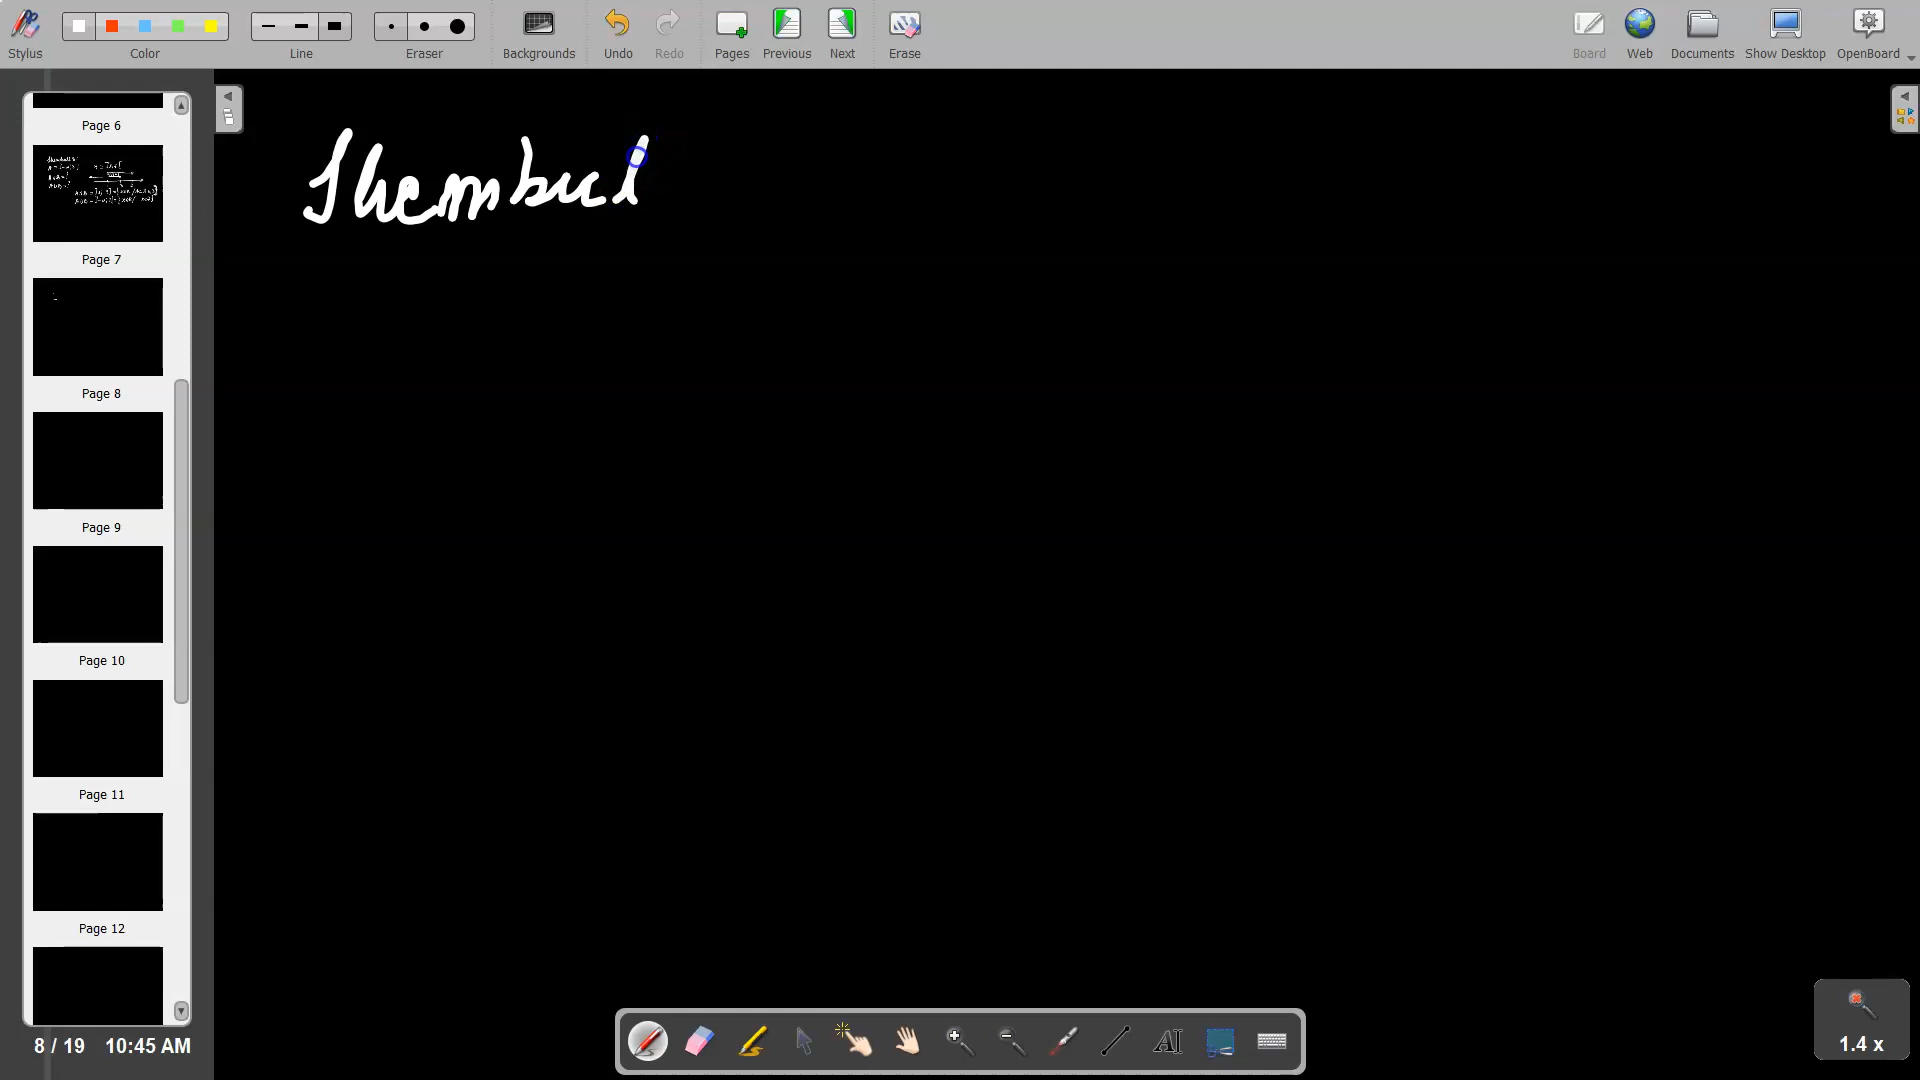 Stylus
Color
Line
Eraser
Backgrounds
Undo
Redo
Pages
Previous
Next
Erase
Board
Web
Documents
Show Desktop
OpenBoard
Page 6
Page 7
Page 8
Page 9
Page 10
Page 11
Page 12
8 / 19 10:45 AM
Shembul
1.4 x